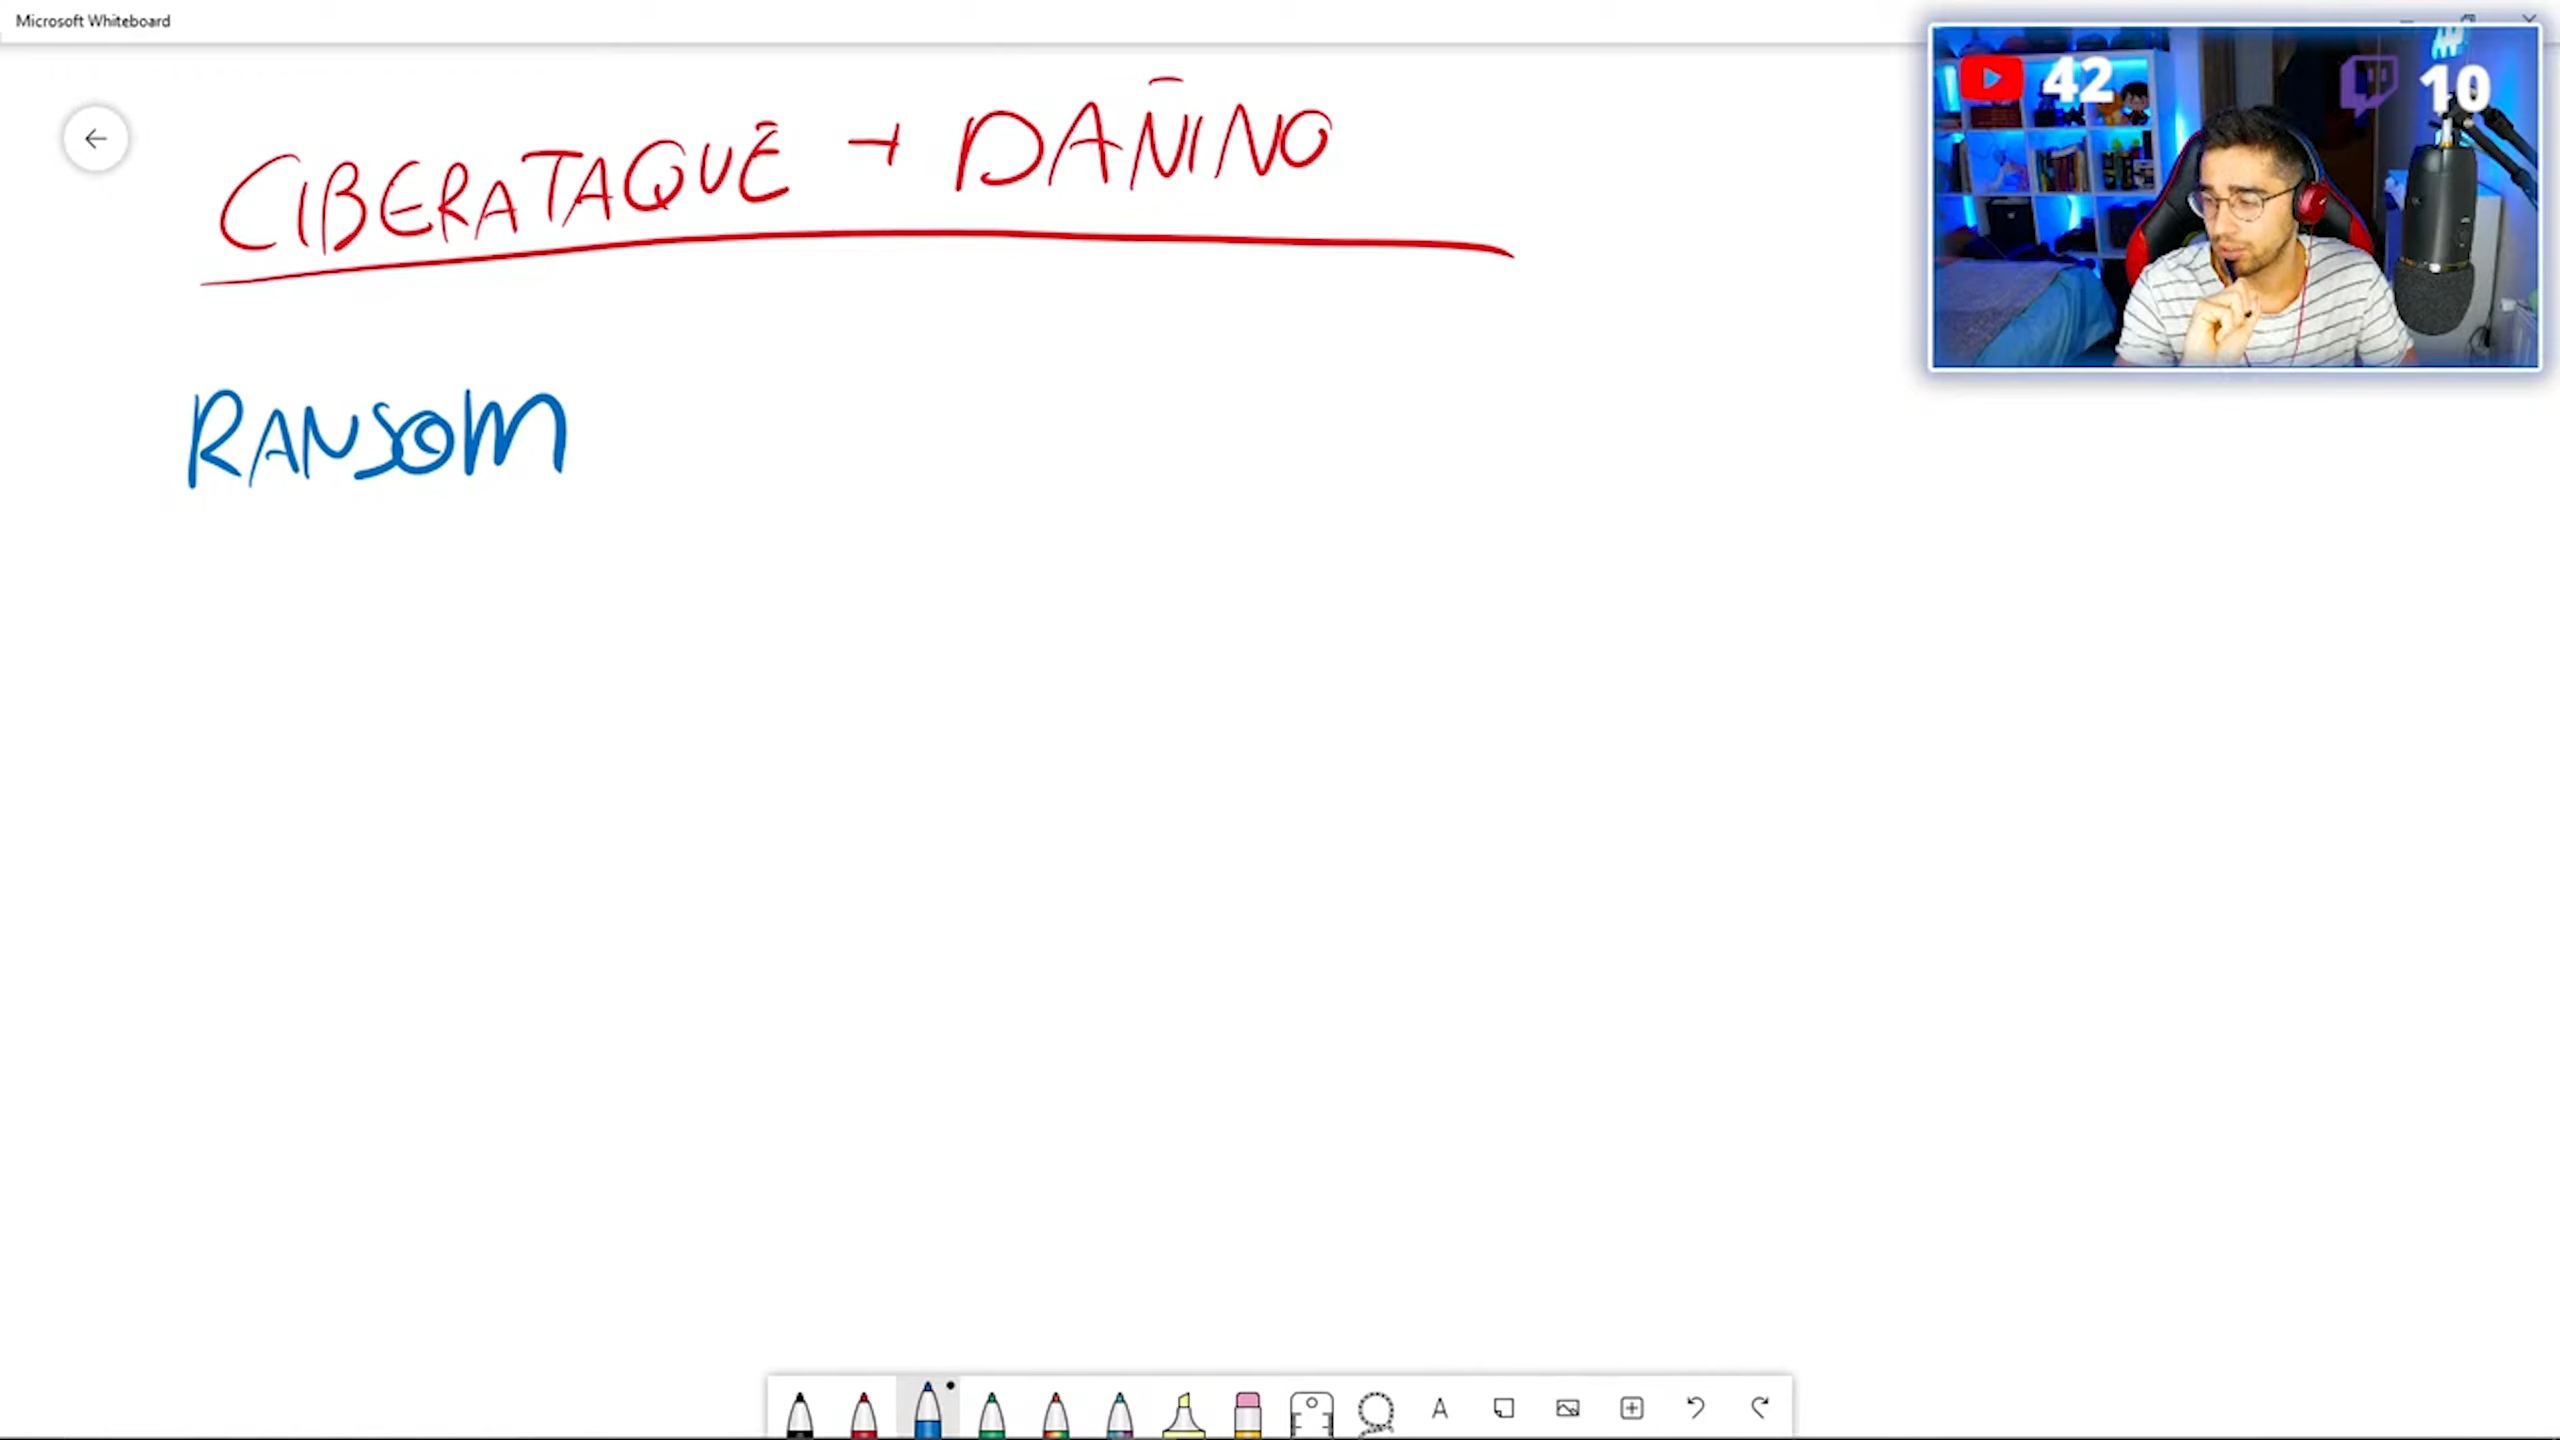 Microsoft Whiteboard
42
10
CIBERATAQUE + DAÑINO
RANSOM
A